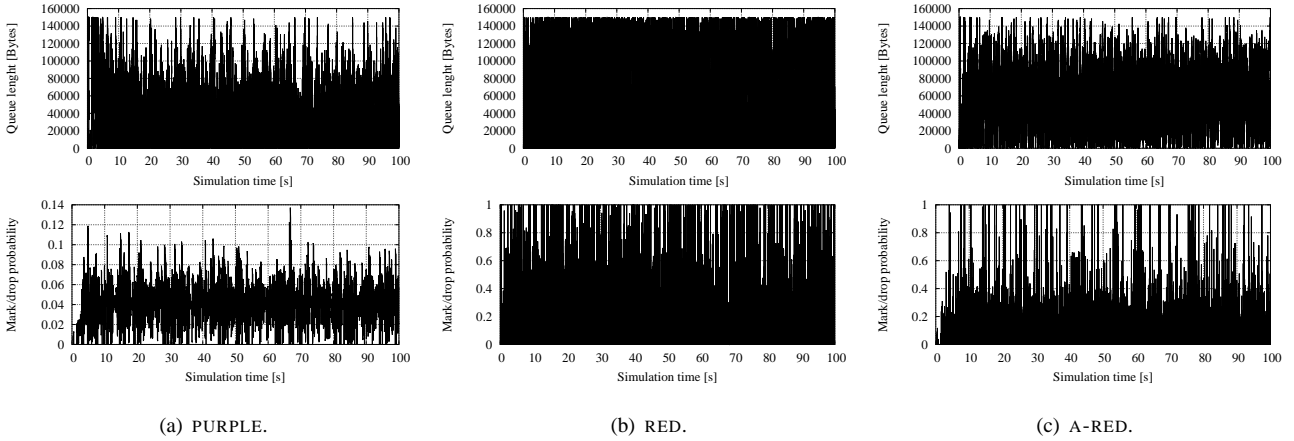 160000
140000
120000
100000
80000
60000
40000
20000
0
Queue lenght [Bytes]
0 10 20 30 40 50 60 70 80 90 100
Simulation time [s]
160000
140000
120000
100000
80000
60000
40000
20000
0
Queue lenght [Bytes]
0 10 20 30 40 50 60 70 80 90 100
Simulation time [s]
160000
140000
120000
100000
80000
60000
40000
20000
0
Queue lenght [Bytes]
0 10 20 30 40 50 60 70 80 90 100
Simulation time [s]
0.14
0.12
0.1
0.08
0.06
0.04
0.02
0
Mark/drop probability
0 10 20 30 40 50 60 70 80 90 100
Simulation time [s]
1
0.8
0.6
0.4
0.2
0
Mark/drop probability
0 10 20 30 40 50 60 70 80 90 100
Simulation time [s]
1
0.8
0.6
0.4
0.2
0
Mark/drop probability
0 10 20 30 40 50 60 70 80 90 100
Simulation time [s]
(a) PURPLE.
(b) RED.
(c) A-RED.